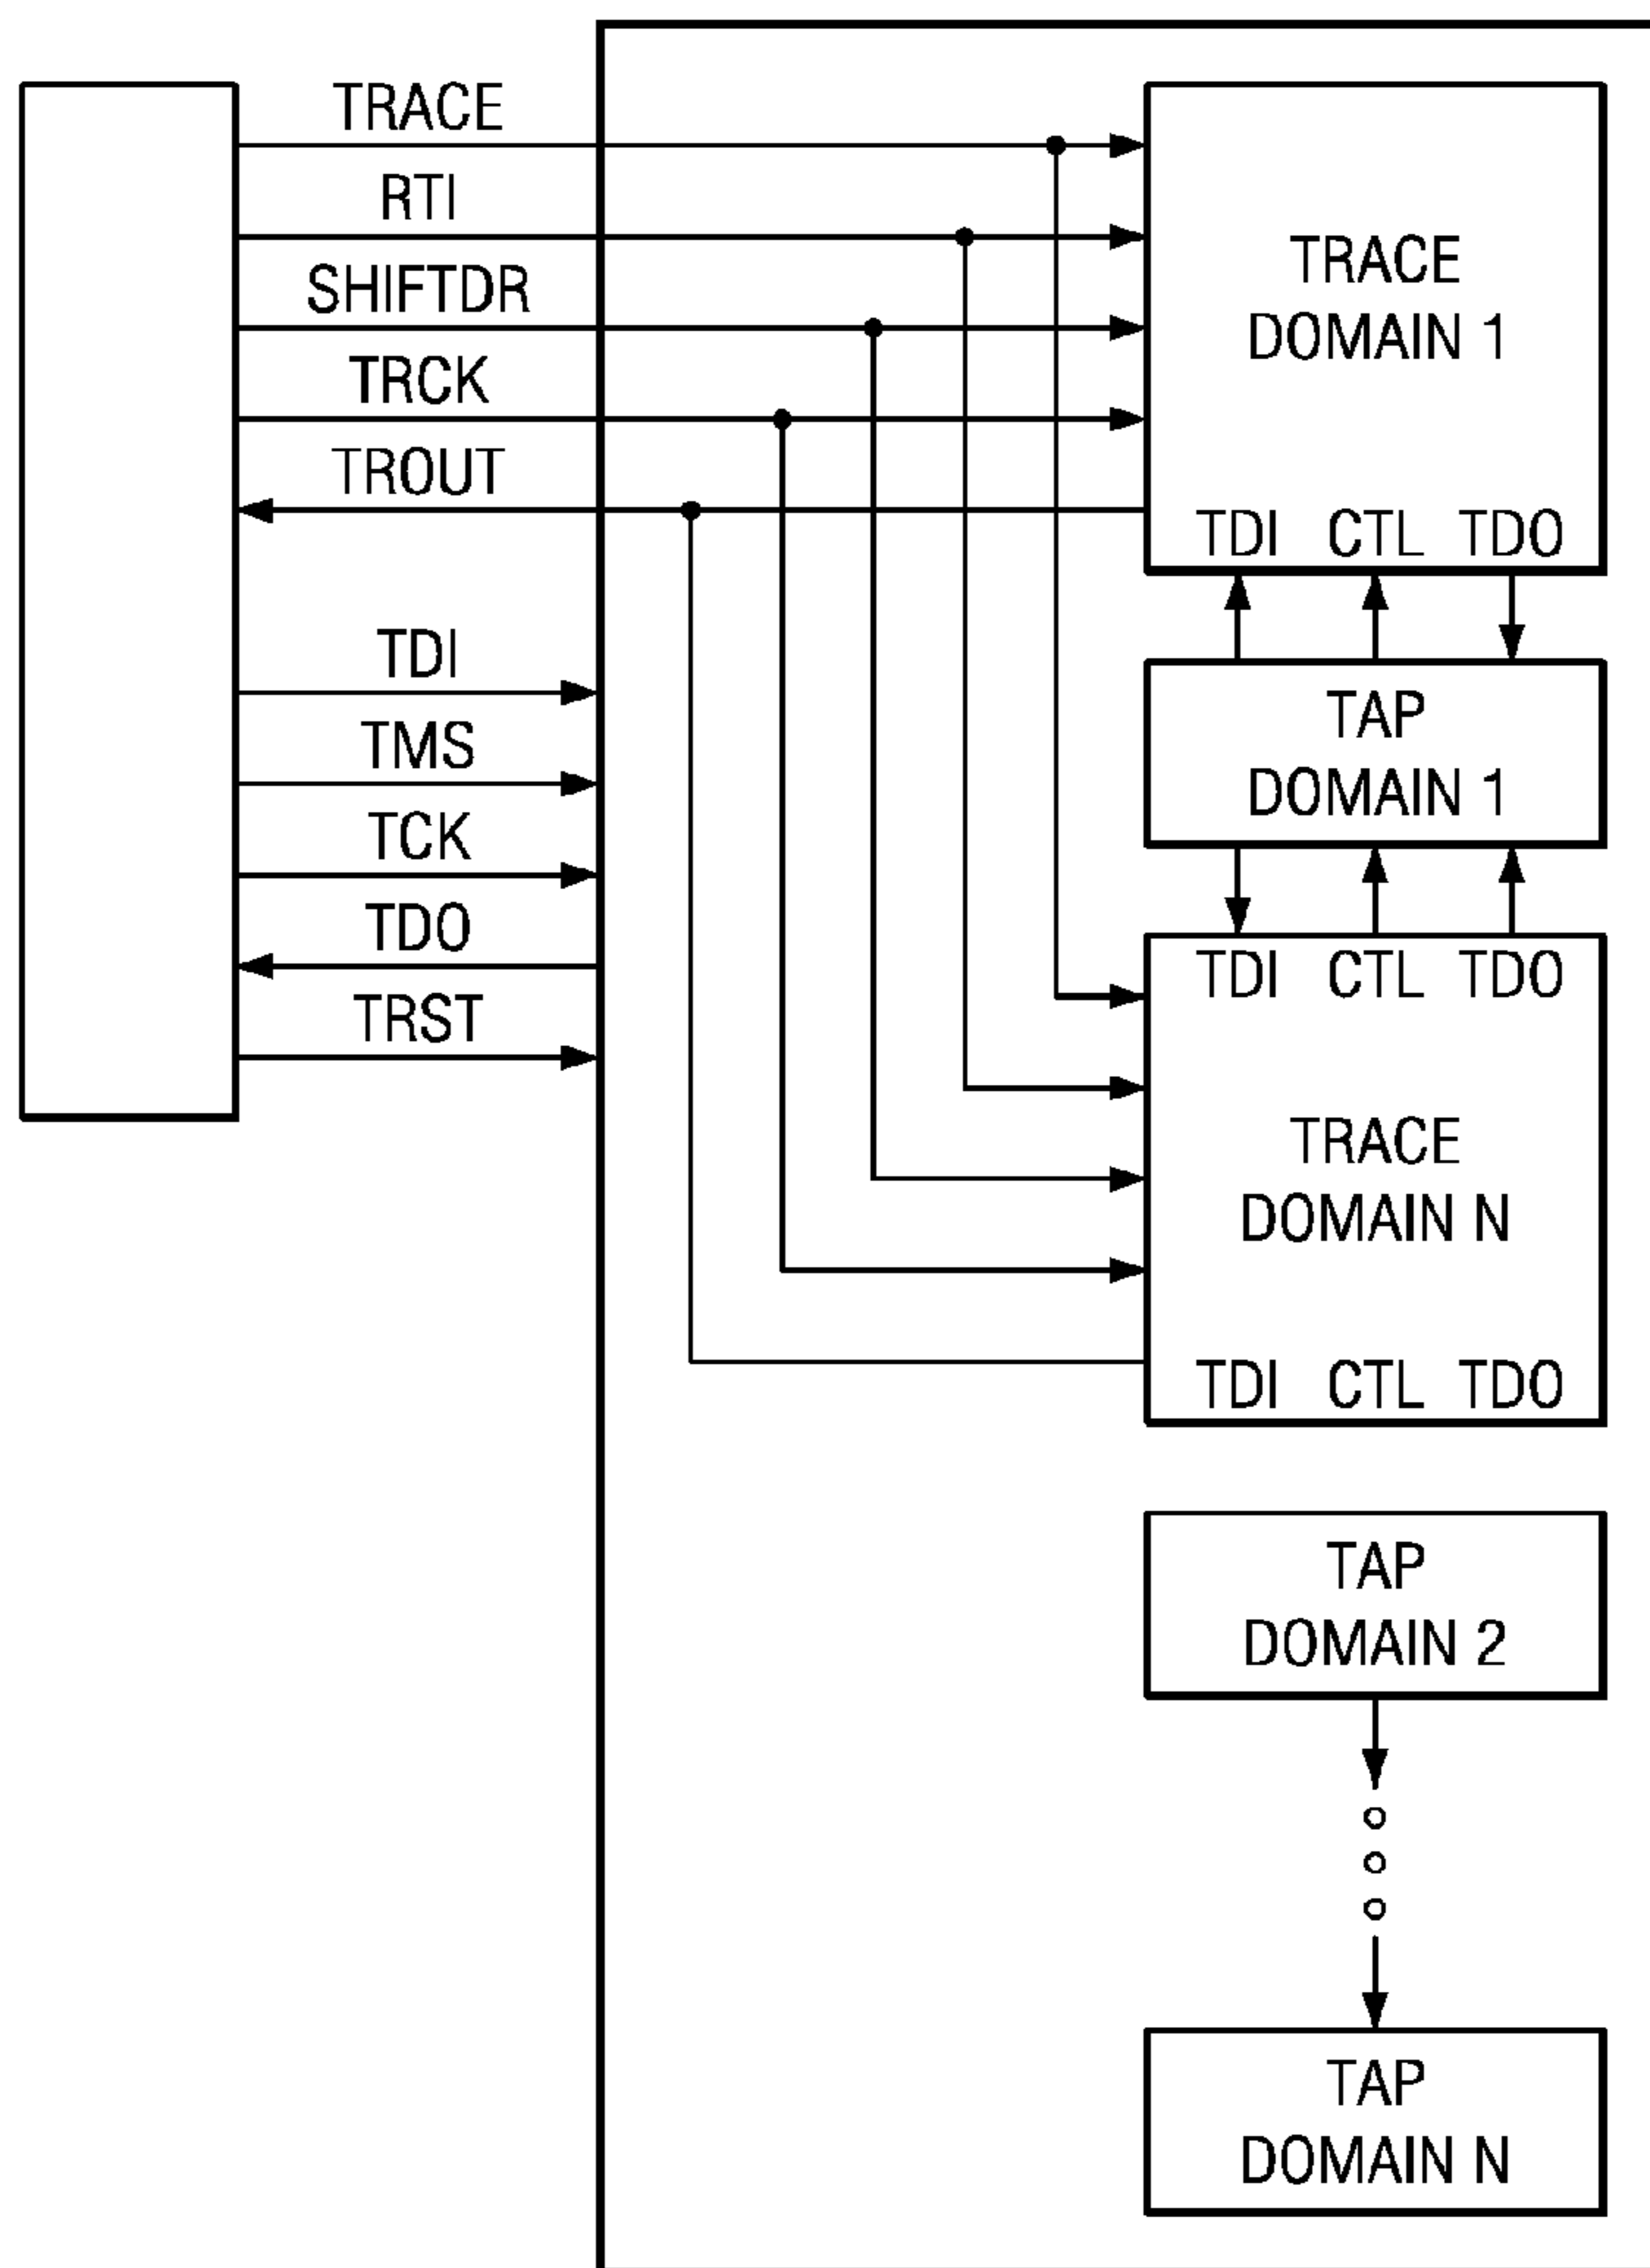 TRACE
RTI
SHIFTDR
TRCK
TROUT
TDI
TMS
TCK
TDO
TRST
TRACE
DOMAIN 1
TDI CTL TDO
TAP
DOMAIN 1
TDI CTL TDO
TRACE
DOMAIN N
TDI CTL TDO
TAP
DOMAIN 2
TAP
DOMAIN N